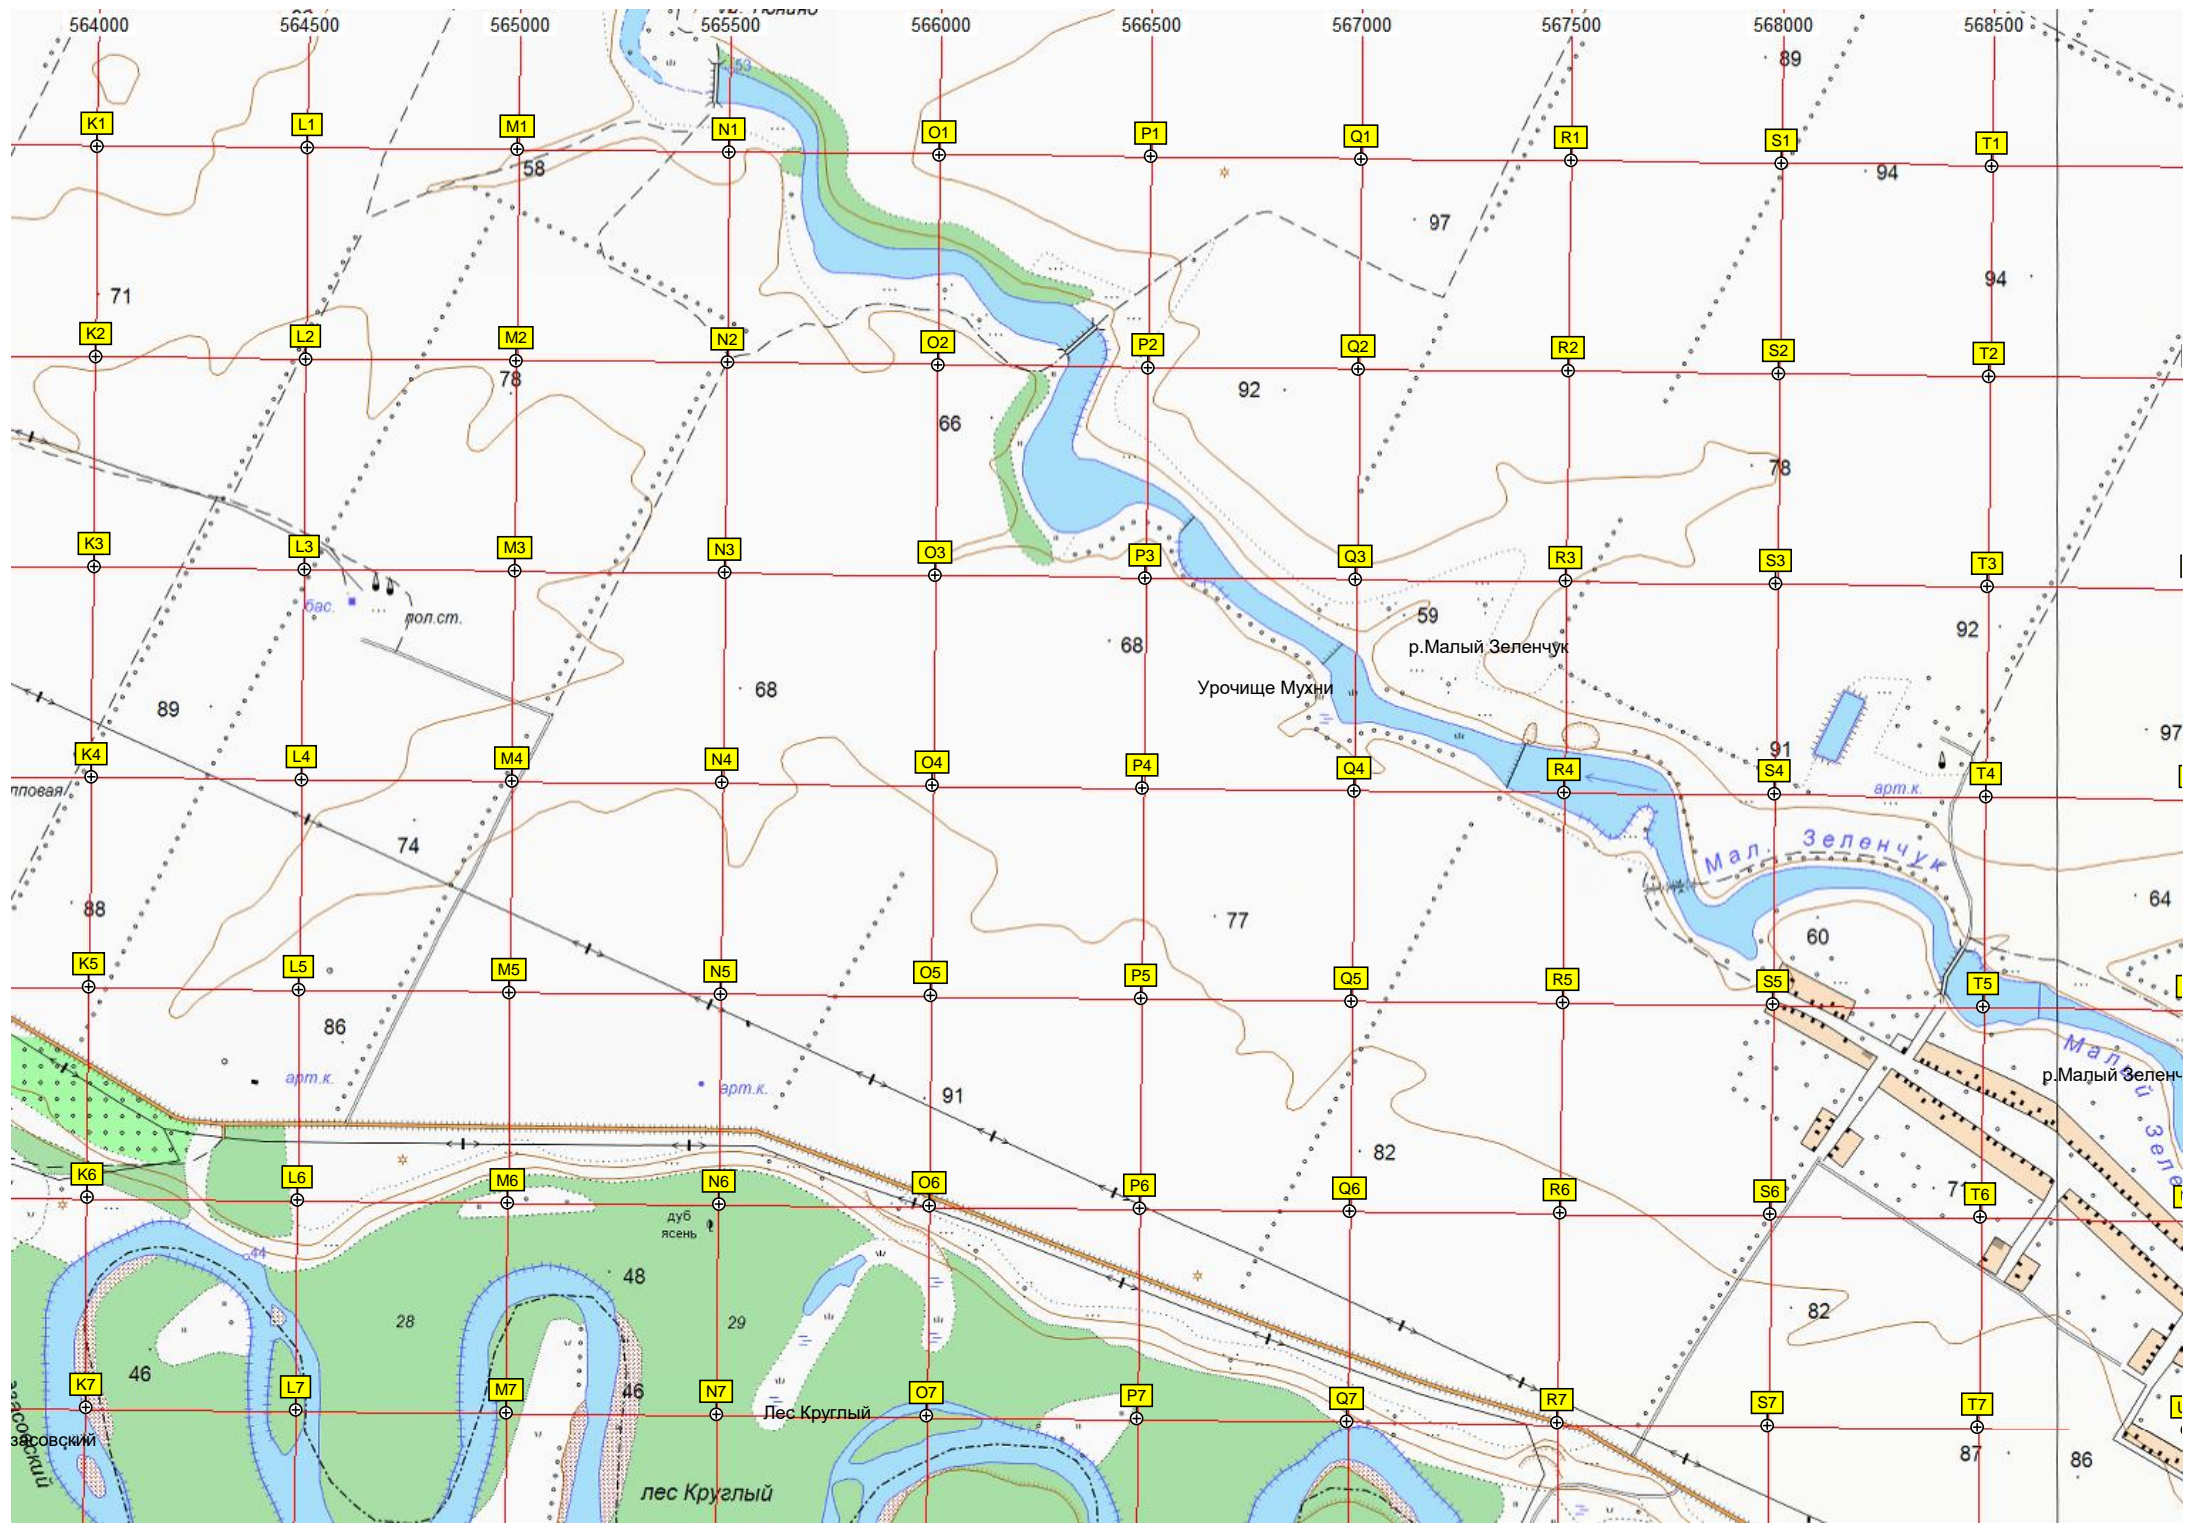 564000 564500 565000 565500 566000 566500 567000 567500 568000 568500
53
89
K1 L1 M1 N1 O1 P1 Q1 R1 S1 T1
58
94
97
71
94
K2 L2 M2 N2 O2 P2 Q2 R2 S2 T2
78
92
66
78
K3 L3 M3 N3 O3 P3 Q3 R3 S3 T3
бас.
пол.ст.
59
92
68
р.Малый Зеленчук
68
Урочище Мухни
89
91
97
K4 L4 M4 N4 O4 P4 Q4 R4 S4 T4
арт.к.
74
Мал. Зеленчук
88
77
64
60
K5 L5 M5 N5 O5 P5 Q5 R5 S5 T5
86
арт.к.
арт.к.
91
Малый Зеле
р.Малый Зеленч
82
71
K6 L6 M6 N6 O6 P6 Q6 R6 S6 T6
дуб
ясень
44
48
28
29
82
46
46
K7 L7 M7 N7 O7 P7 Q7 R7 S7 T7
Лес Круглый
засовский
засовский
87
86
лес Круглый